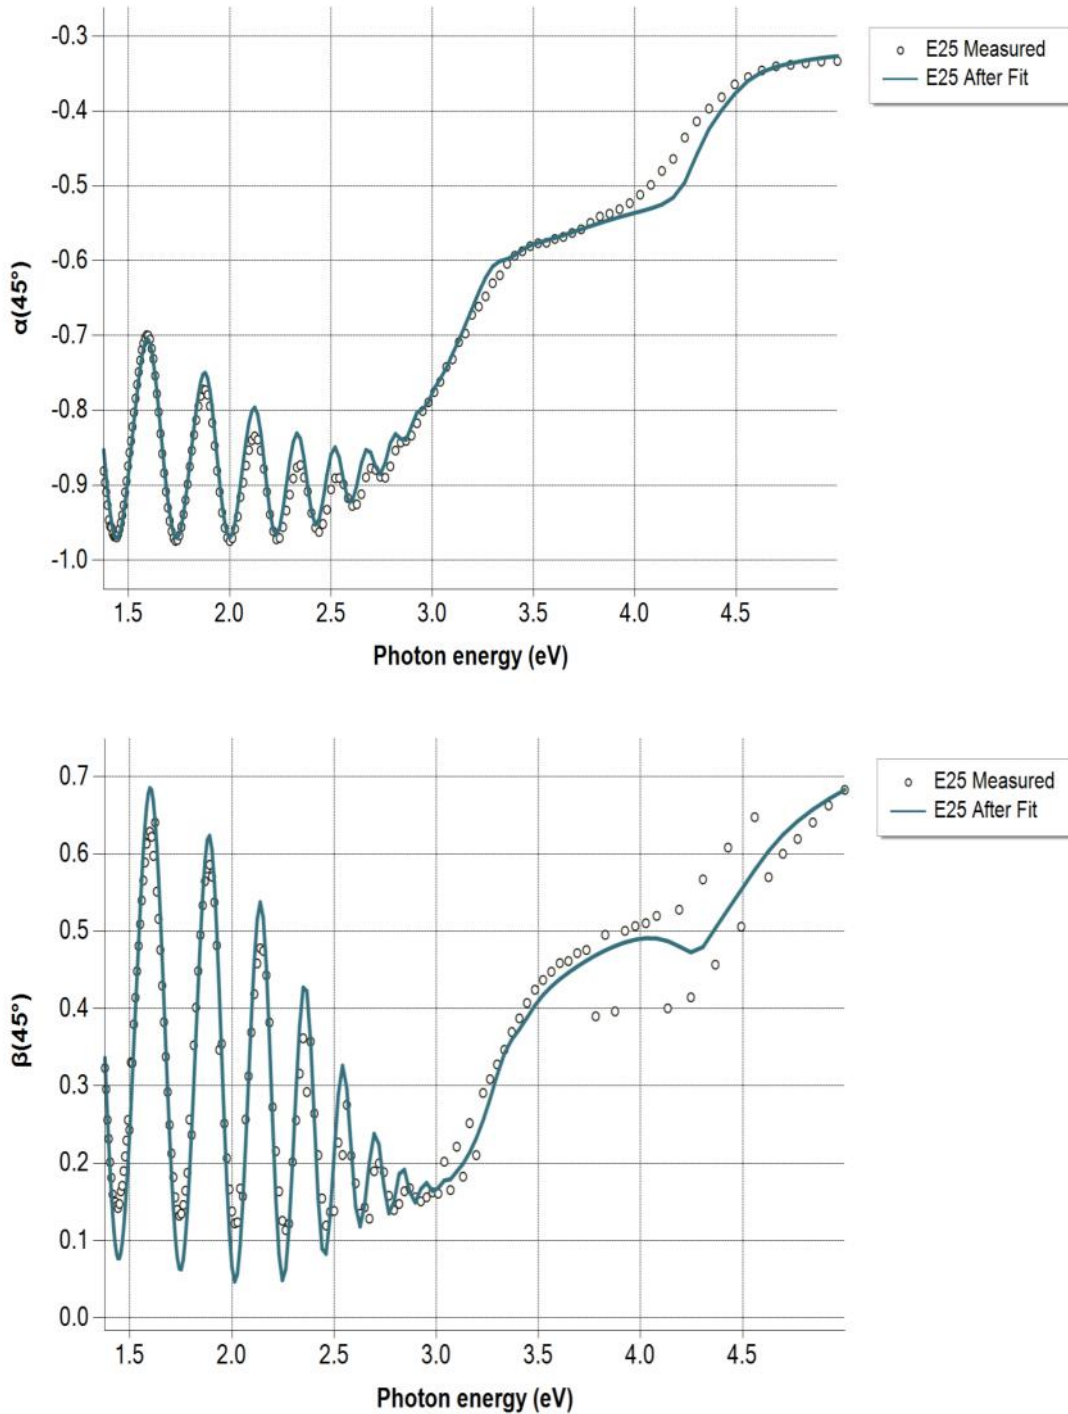 -0.3
-0.4
-0.5
-0.6
-0.7
-0.8
-0.9
-1.0
α(45°)
1.5 2.0 2.5 3.0 3.5 4.0 4.5
Photon energy (eV)
E25 Measured
E25 After Fit
0.7
0.6
0.5
0.4
0.3
0.2
0.1
0.0
β(45°)
1.5 2.0 2.5 3.0 3.5 4.0 4.5
Photon energy (eV)
E25 Measured
E25 After Fit